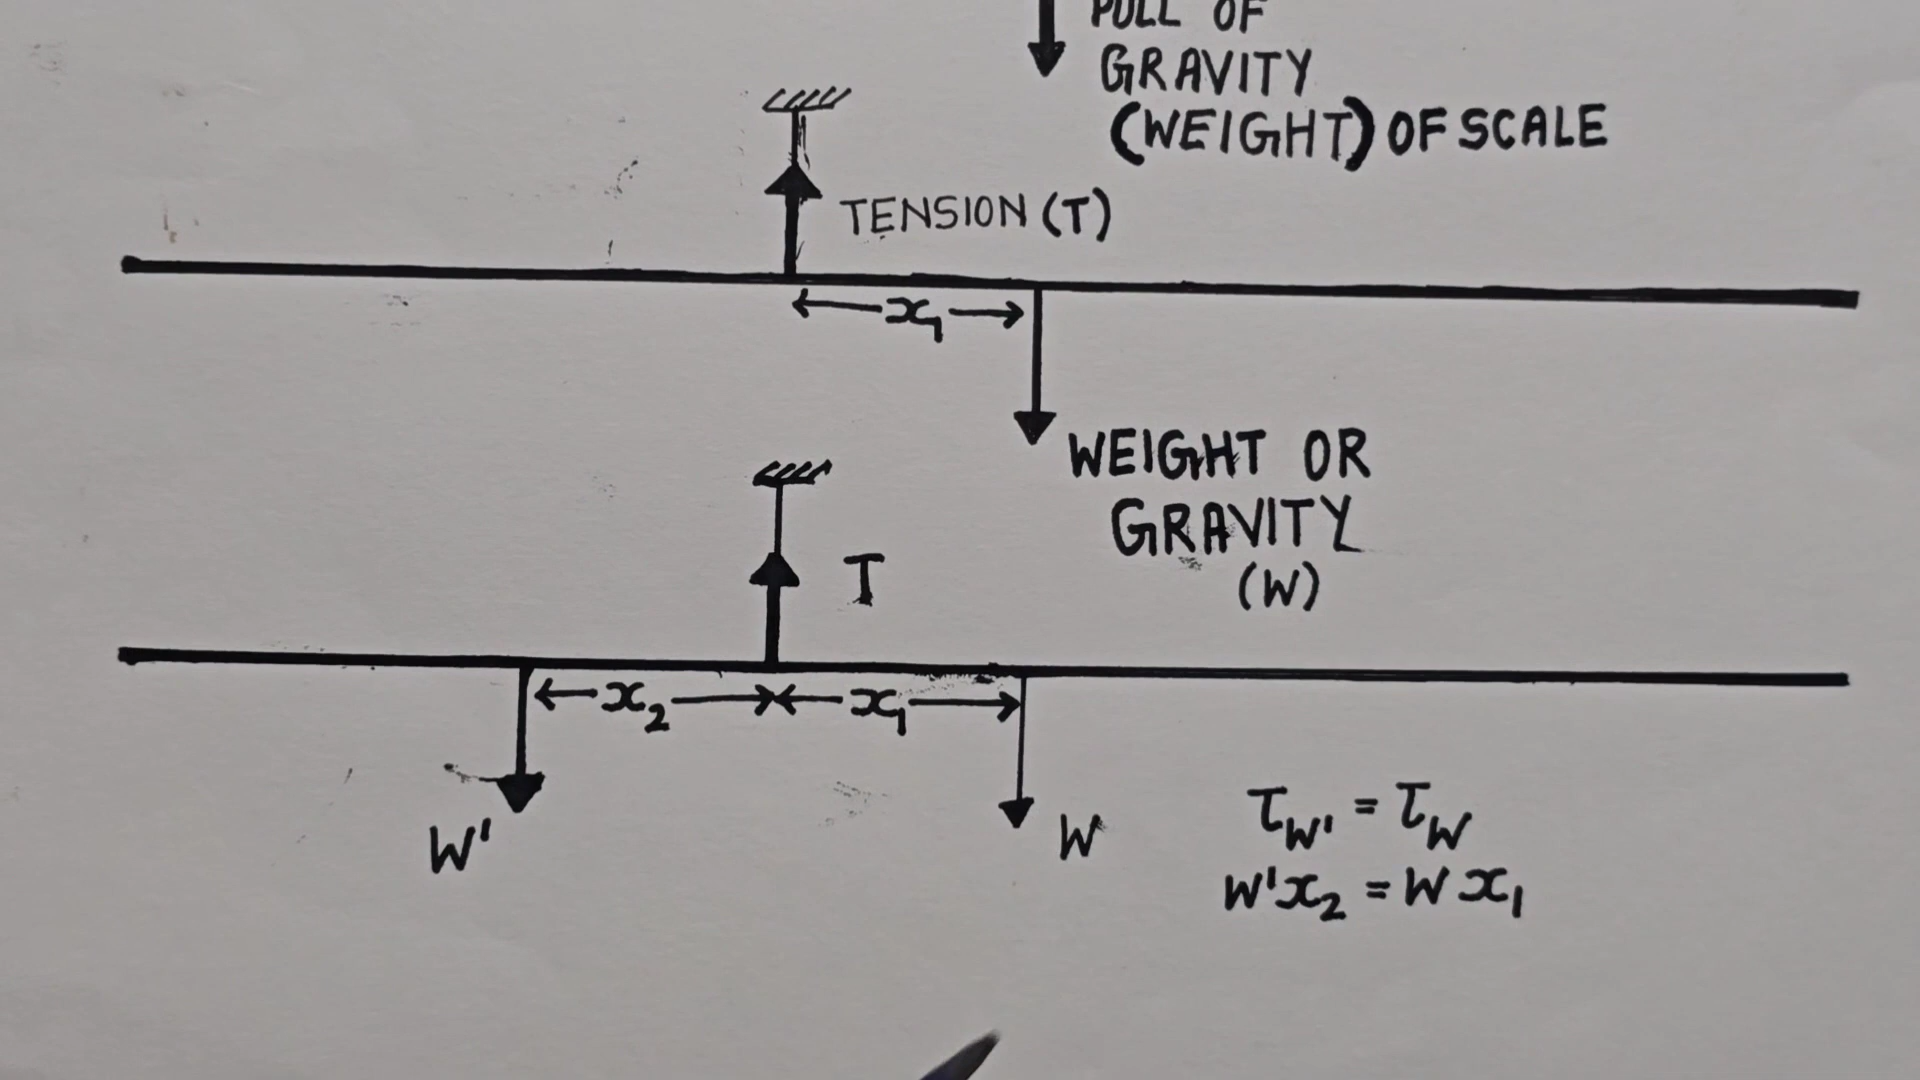 PULL OF
GRAVITY
(WEIGHT) OF SCALE
TENSION (T)
x₁
WEIGHT OR
GRAVITY
(W)
T
x₂ x₁
W'
W
τW' = τW
W'x₂ = Wx₁